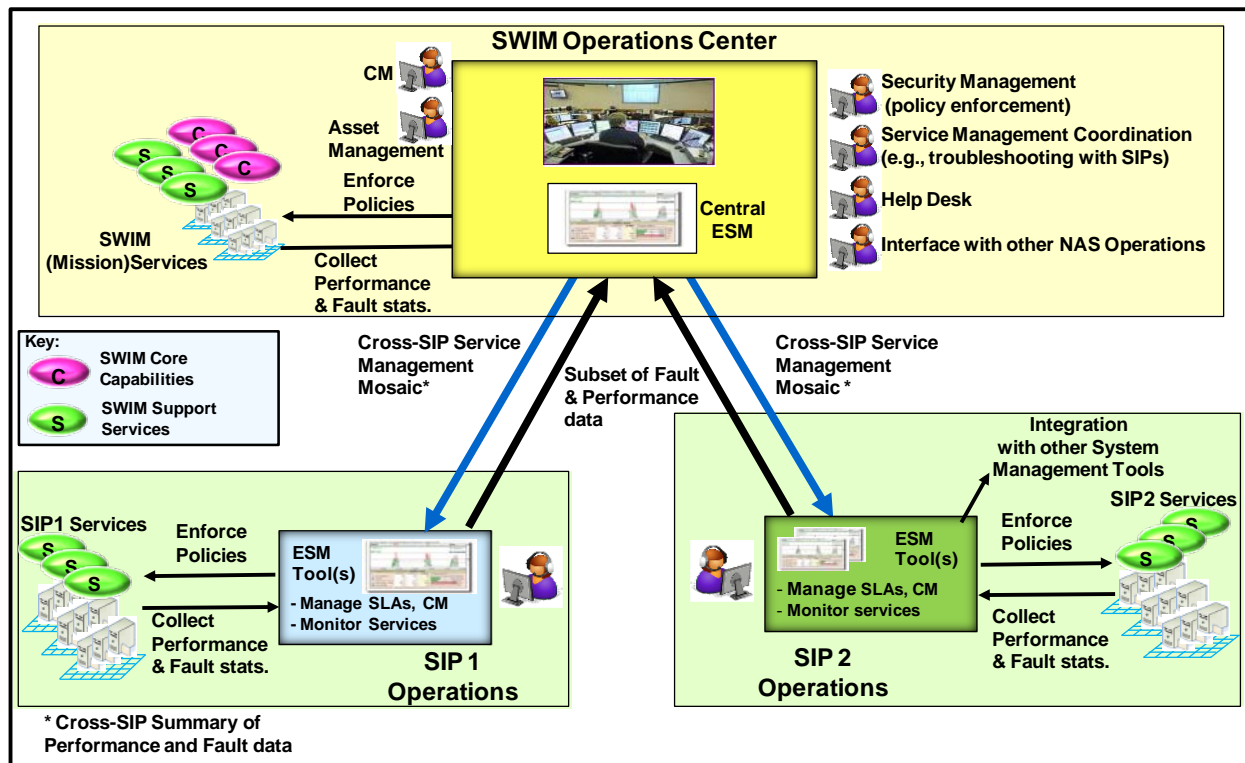 SWIM Operations Center
CM
Asset
Management
Enforce
Policies
SWIM
(Mission)Services
Collect
Performance
& Fault stats.
C
C
C
S
S
S
Central
ESM
Security Management
(policy enforcement)
Service Management Coordination
(e.g., troubleshooting with SIPs)
Help Desk
Interface with other NAS Operations
Key:
C
SWIM Core
Capabilities
S
SWIM Support
Services
Cross-SIP Service
Management
Mosaic*
Subset of Fault
& Performance
data
Cross-SIP Service
Management
Mosaic *
Integration
with other System
Management Tools
SIP1 Services
S
S
S
Enforce
Policies
Collect
Performance
& Fault stats.
ESM
Tool(s)
- Manage SLAs, CM
- Monitor Services
SIP 1
Operations
ESM
Tool(s)
- Manage SLAs, CM
- Monitor services
SIP 2
Operations
Enforce
Policies
Collect
Performance
& Fault stats.
SIP2 Services
S
S
S
* Cross-SIP Summary of
Performance and Fault data